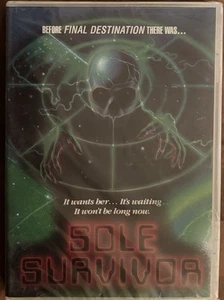 BEFORE FINAL DESTINATION THERE WAS...
It wants her... It's waiting...
It won't be long now.
SOLE
SURVIVOR